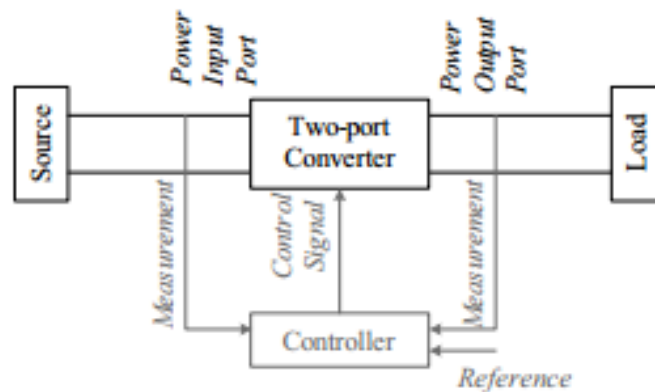 Power
Input
Port
Power
Output
Port
Source
Two-port
Converter
Load
Measurement
Control
Signal
Measurement
Controller
Reference